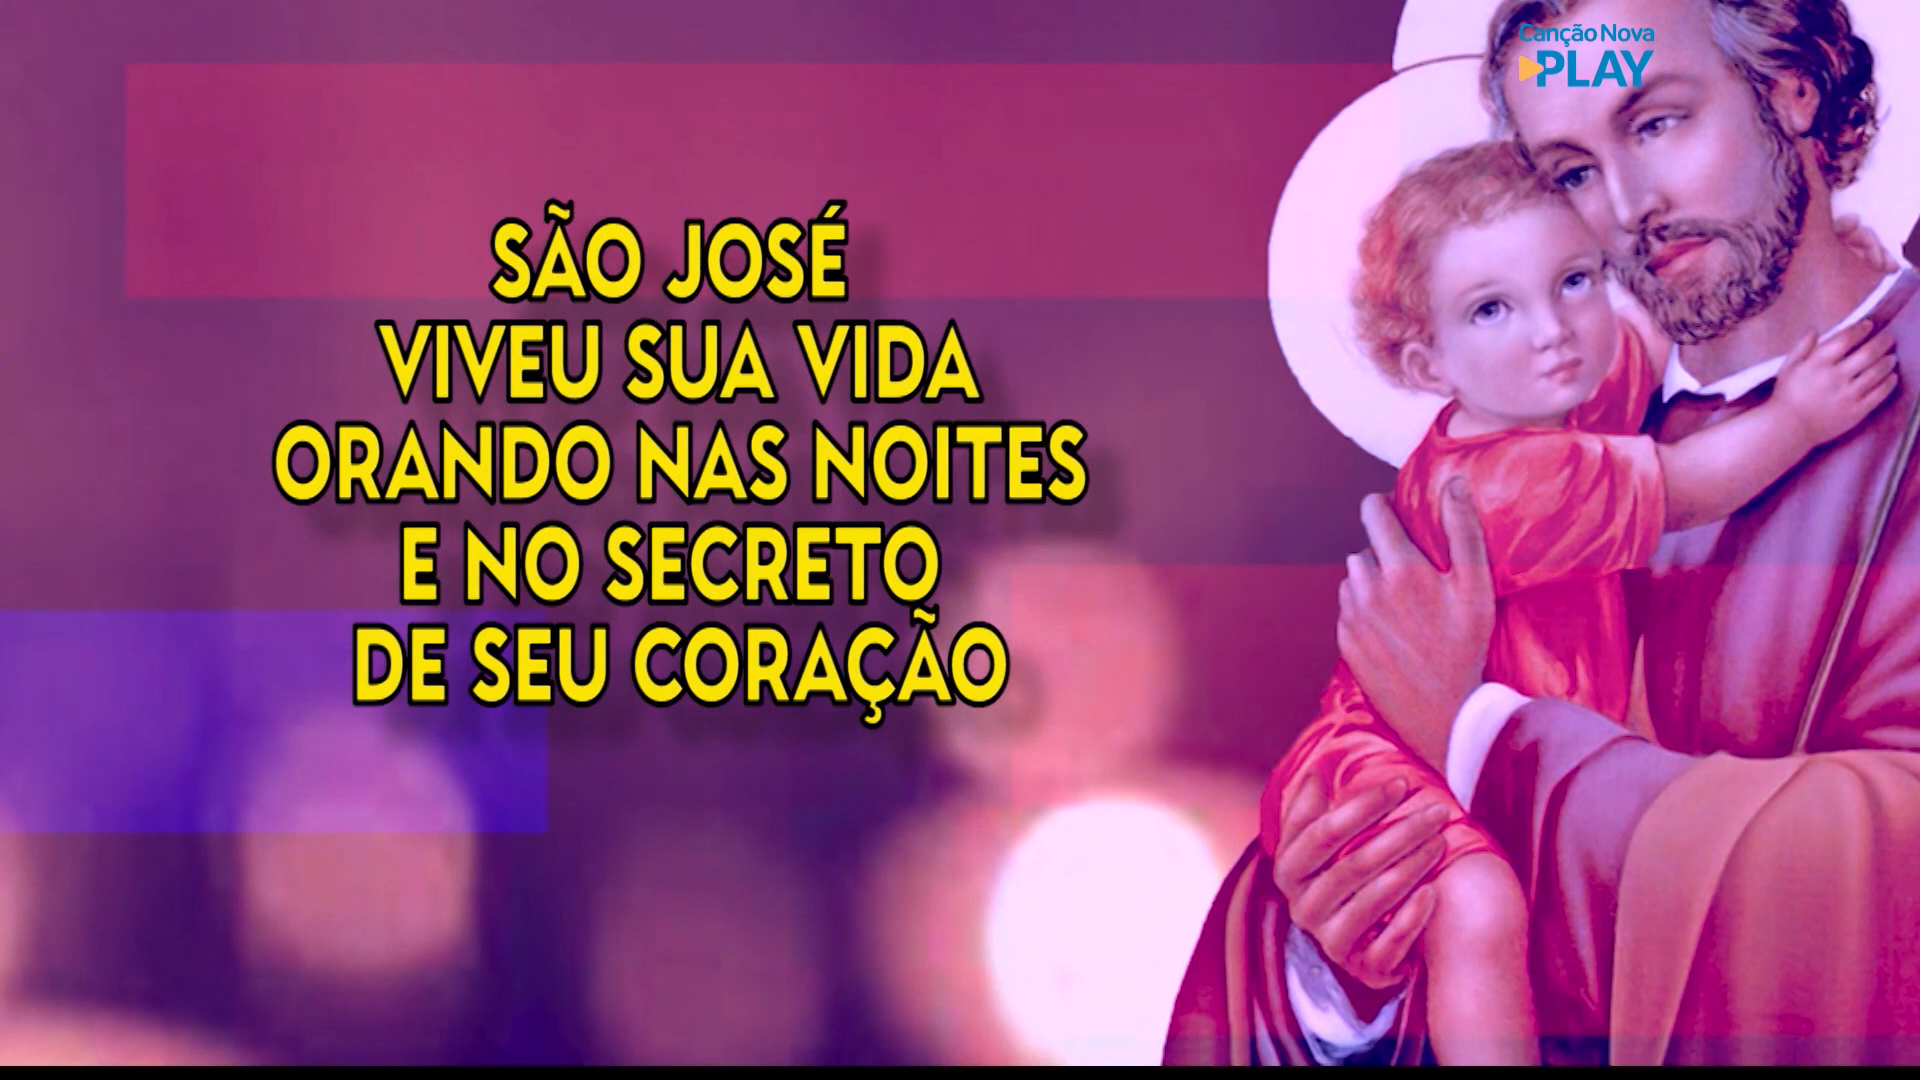 Canção Nova
PLAY
SÃO JOSÉ
VIVEU SUA VIDA
ORANDO NAS NOITES
E NO SECRETO
DE SEU CORAÇÃO